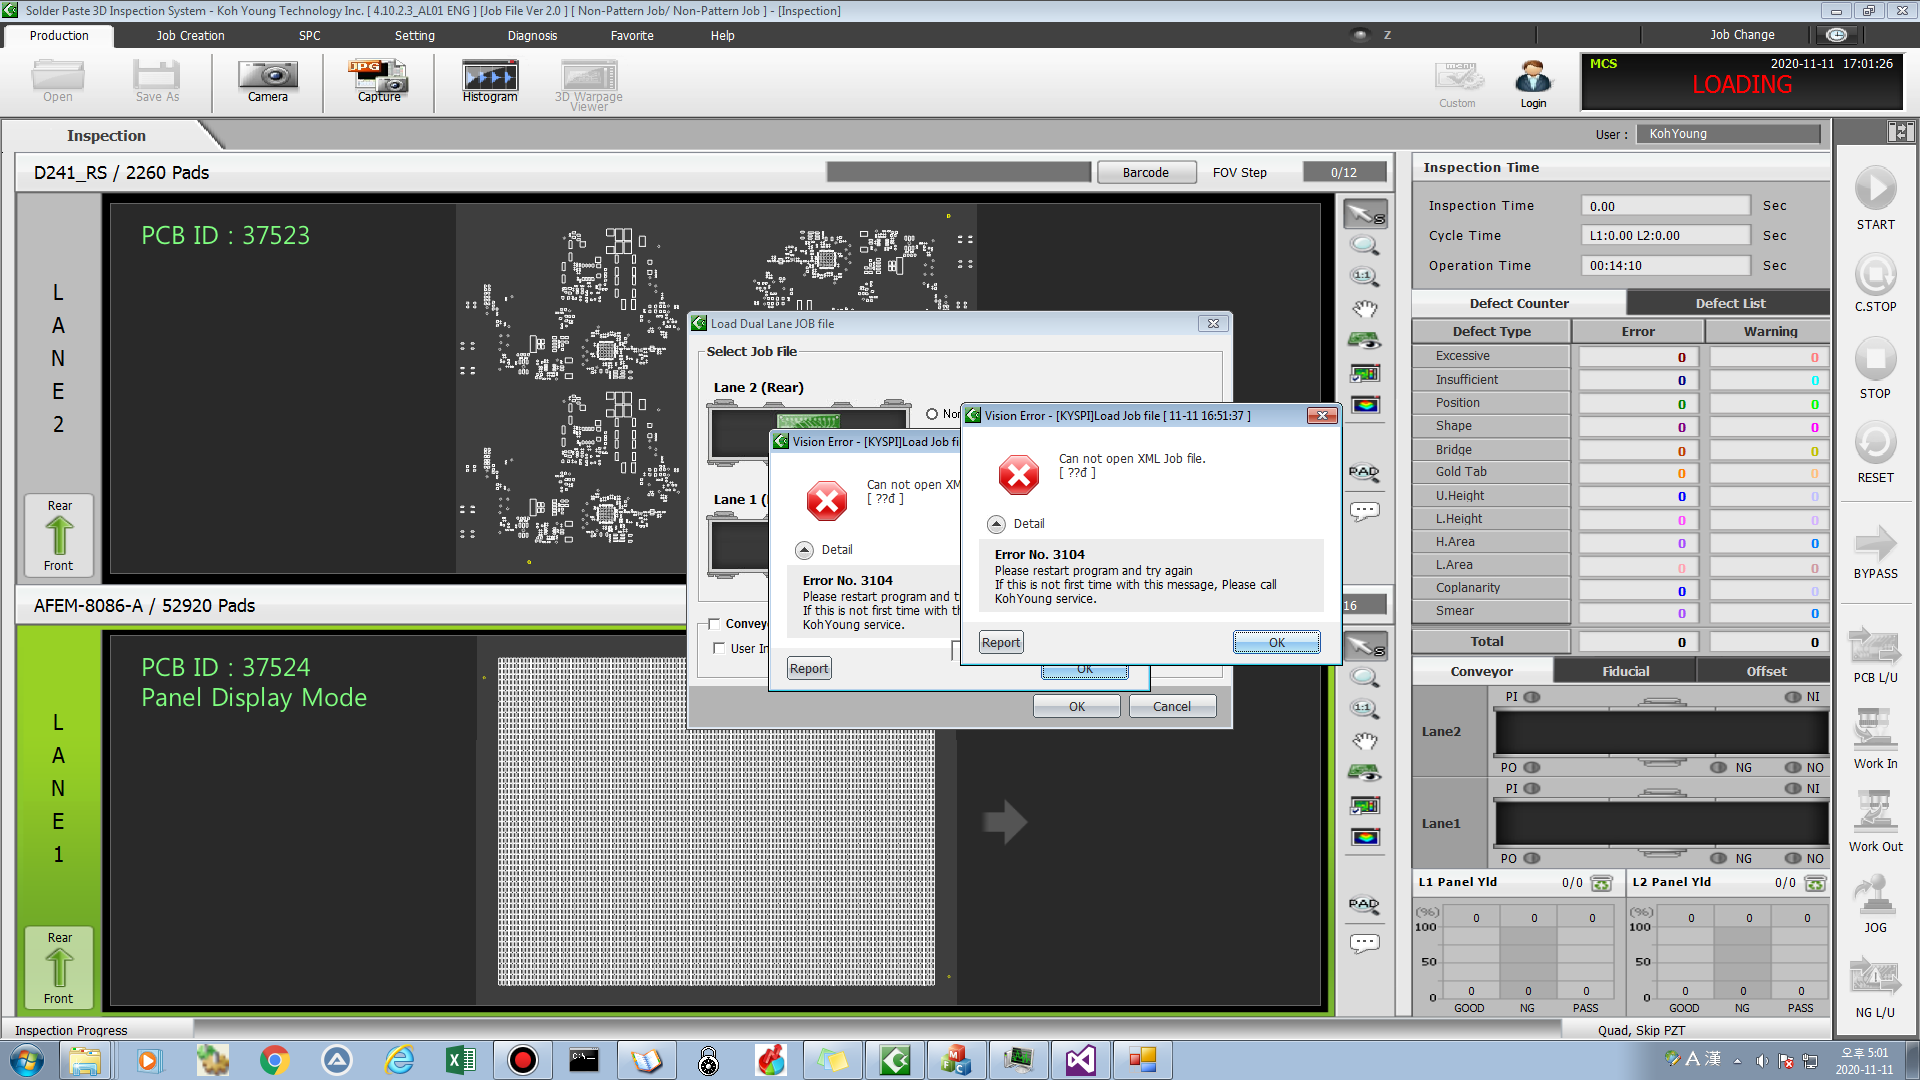 Solder Paste 3D Inspection System - Koh Young Technology Inc. [ 4.10.2.3_AL01 ENG ] [Job File Ver 2.0 ] [ Non-Pattern Job/ Non-Pattern Job ] - [Inspection]
Production Job Creation SPC Setting Diagnosis Favorite Help Z Job Change
Open Save As Camera JPG Capture Histogram 3D Warpage Viewer Custom Login
MCS 2020-11-11 17:01:26
LOADING
Inspection User : KohYoung
D241_RS / 2260 Pads Barcode FOV Step 0/12
PCB ID : 37523
LANE 2
Rear
Front
AFEM-8086-A / 52920 Pads 16
PCB ID : 37524
Panel Display Mode
LANE 1
Rear
Front
S
1:1
PAD
S
1:1
PAD
Load Dual Lane JOB file
Select Job File
Lane 2 (Rear)
Lane 1 (
OK Cancel
Vision Error - [KYSPI]Load Job fi
Can not open XM
[ ??đ ]
Detail
Error No. 3104
Please restart program and t
If this is not first time with th
KohYoung service.
Report OK
Vision Error - [KYSPI]Load Job file [ 11-11 16:51:37 ]
Can not open XML Job file.
[ ??đ ]
Detail
Error No. 3104
Please restart program and try again
If this is not first time with this message, Please call
KohYoung service.
Report OK
Inspection Time
Inspection Time 0.00 Sec
Cycle Time L1:0.00 L2:0.00 Sec
Operation Time 00:14:10 Sec
Defect Counter Defect List
Defect Type Error Warning
Excessive 0 0
Insufficient 0 0
Position 0 0
Shape 0 0
Bridge 0 0
Gold Tab 0 0
U.Height 0 0
L.Height 0 0
H.Area 0 0
L.Area 0 0
Coplanarity 0 0
Smear 0 0
Total 0 0
Conveyor Fiducial Offset
PI NI
Lane2
PO NG NO
PI NI
Lane1
PO NG NO
L1 Panel Yld 0/0 L2 Panel Yld 0/0
(%) 0 0 0 (%) 0 0 0
100 100
50 50
0 0 0 0 0 0 0 0
GOOD NG PASS GOOD NG PASS
START
C.STOP
STOP
RESET
BYPASS
PCB L/U
Work In
Work Out
JOG
NG L/U
Inspection Progress Quad, Skip PZT
A 漢 오후 5:01
2020-11-11